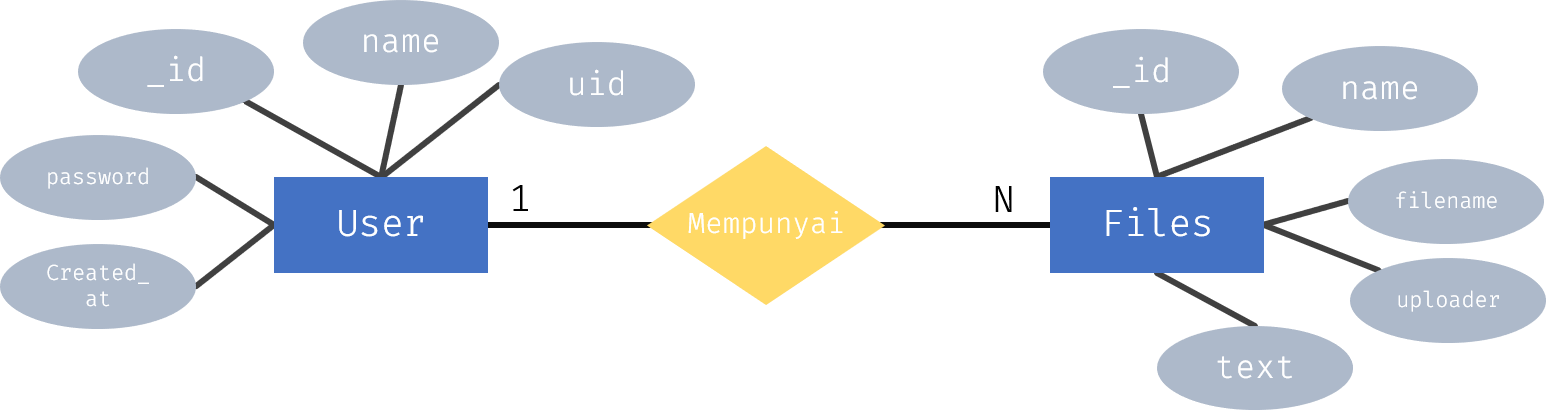 _id
name
uid
password
Created_
at
User
1
Mempunyai
N
Files
_id
name
filename
uploader
text